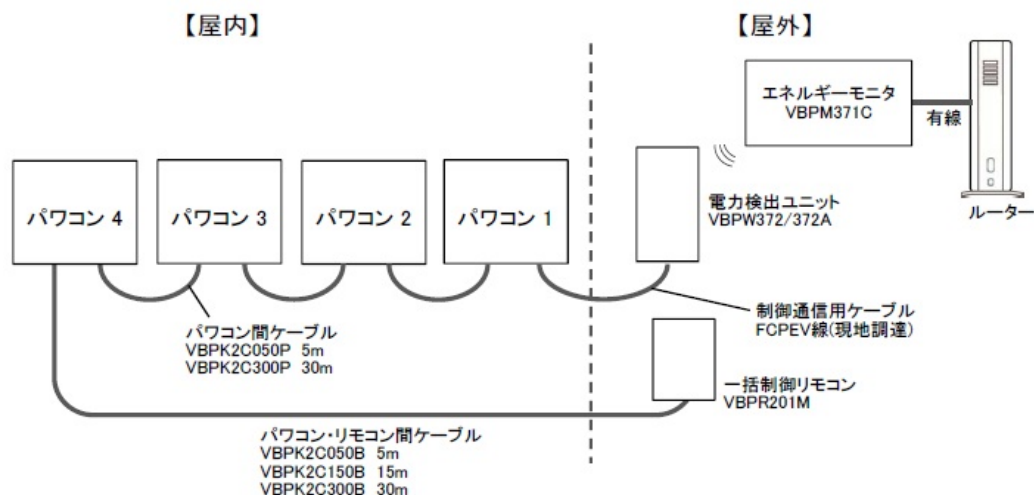 【屋内】
【屋外】
エネルギーモニタ
VBPM371C
有線
ルーター
パワコン 4
パワコン 3
パワコン 2
パワコン 1
電力検出ユニット
VBPW372/372A
パワコン間ケーブル
VBPK2C050P 5m
VBPK2C300P 30m
制御通信用ケーブル
FCPEV線(現地調達)
一括制御リモコン
VBPR201M
パワコン・リモコン間ケーブル
VBPK2C050B 5m
VBPK2C150B 15m
VBPK2C300B 30m